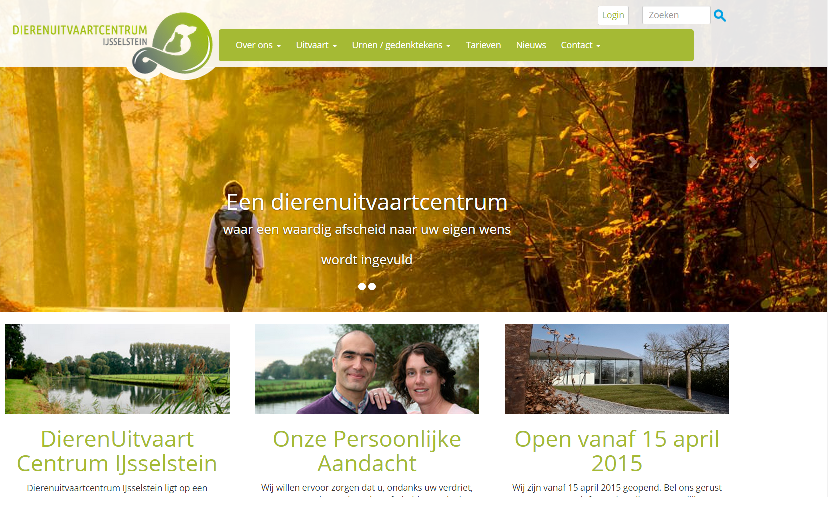 DIERENUITVAARTCENTRUM
IJSSELSTEIN
Login
Zoeken
Over ons
Uitvaart
Urnen / gedenktekens
Tarieven
Nieuws
Contact
Een dierenuitvaartcentrum
waar een waardig afscheid naar uw eigen wens
wordt ingevuld
DierenUitvaart
Centrum IJsselstein
Dierenuitvaartcentrum IJsselstein ligt op een
Onze Persoonlijke
Aandacht
Wij willen ervoor zorgen dat u, ondanks uw verdriet,
Open vanaf 15 april
2015
Wij zijn vanaf 15 april 2015 geopend. Bel ons gerust